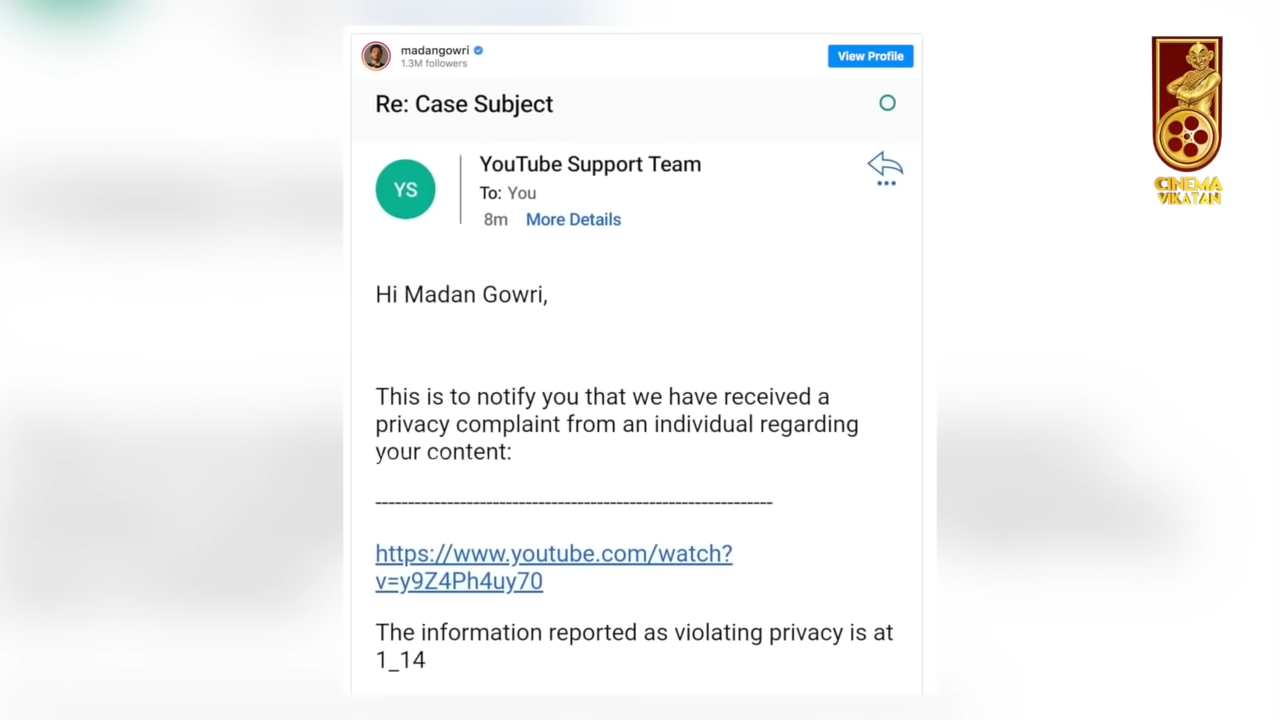 madangowri
1.3M followers
View Profile
Re: Case Subject
YS
YouTube Support Team
To: You
8m More Details
Hi Madan Gowri,
This is to notify you that we have received a
privacy complaint from an individual regarding
your content:
-------------------------------------------------------------
https://www.youtube.com/watch?
v=y9Z4Ph4uy70
The information reported as violating privacy is at
1_14
CINEMA
VIKATAN